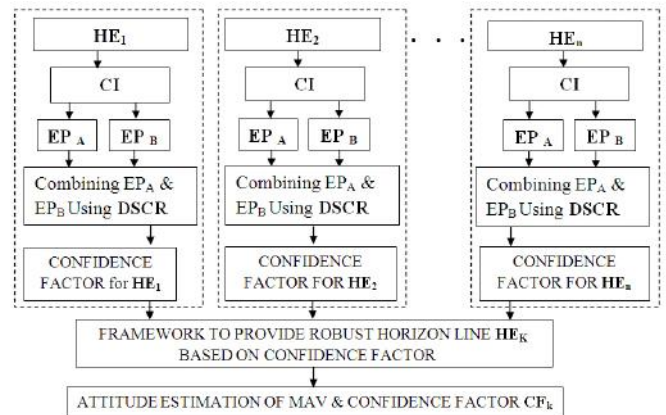 HE1
CI
EP A
EP B
Combining EPA &
EPB Using DSCR
CONFIDENCE
FACTOR for HE1
HE2
CI
EP A
EP B
Combining EPA &
EPB Using DSCR
CONFIDENCE
FACTOR FOR HE2
. . .
HEn
CI
EP A
EP B
Combining EPA &
EPB Using DSCR
CONFIDENCE
FACTOR FOR HEn
FRAMEWORK TO PROVIDE ROBUST HORIZON LINE HEK
BASED ON CONFIDENCE FACTOR
ATTITUDE ESTIMATION OF MAV & CONFIDENCE FACTOR CFk